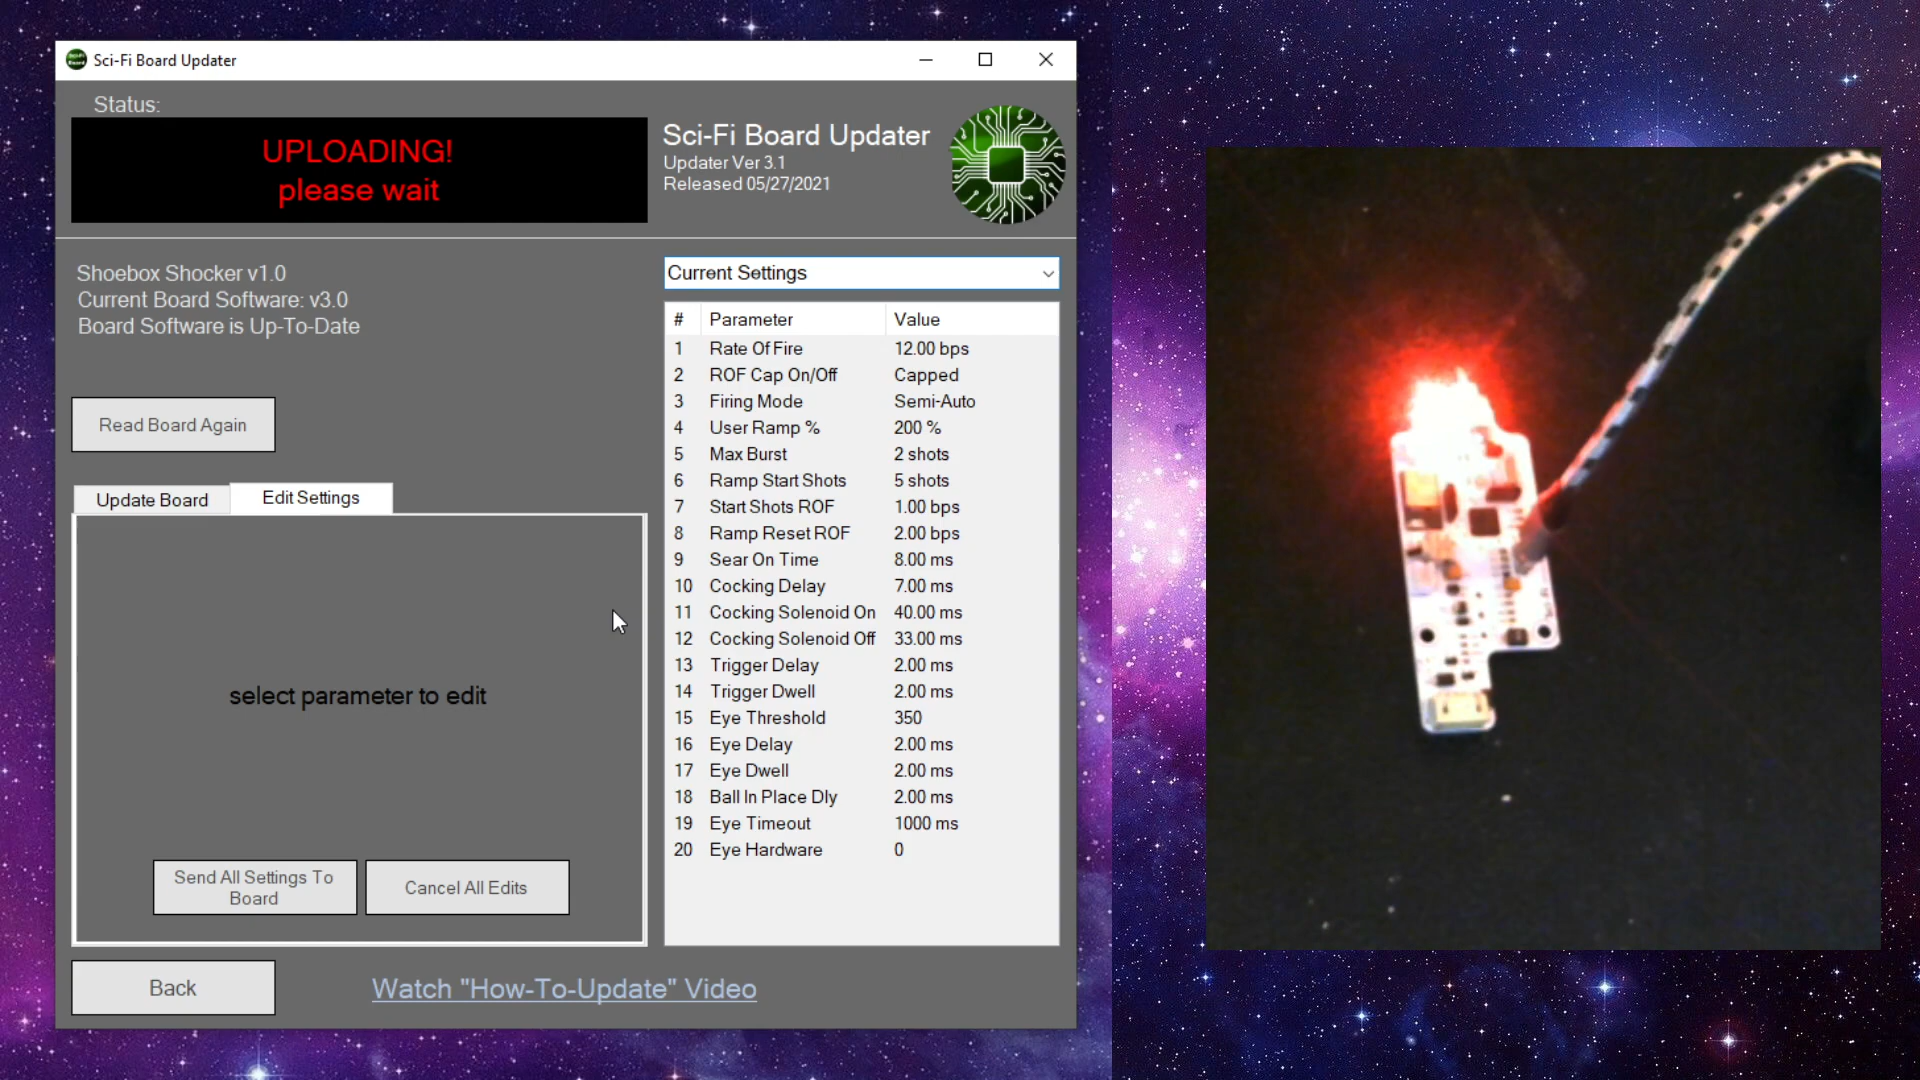 Sci-Fi Board Updater
Status:
UPLOADING!
please wait
Sci-Fi Board Updater
Updater Ver 3.1
Released 05/27/2021
Shoebox Shocker v1.0
Current Board Software: v3.0
Board Software is Up-To-Date
Read Board Again
Update Board
Edit Settings
select parameter to edit
Send All Settings To
Board
Cancel All Edits
Back
Watch "How-To-Update" Video
Current Settings
# Parameter Value
1 Rate Of Fire 12.00 bps
2 ROF Cap On/Off Capped
3 Firing Mode Semi-Auto
4 User Ramp % 200 %
5 Max Burst 2 shots
6 Ramp Start Shots 5 shots
7 Start Shots ROF 1.00 bps
8 Ramp Reset ROF 2.00 bps
9 Sear On Time 8.00 ms
10 Cocking Delay 7.00 ms
11 Cocking Solenoid On 40.00 ms
12 Cocking Solenoid Off 33.00 ms
13 Trigger Delay 2.00 ms
14 Trigger Dwell 2.00 ms
15 Eye Threshold 350
16 Eye Delay 2.00 ms
17 Eye Dwell 2.00 ms
18 Ball In Place Dly 2.00 ms
19 Eye Timeout 1000 ms
20 Eye Hardware 0